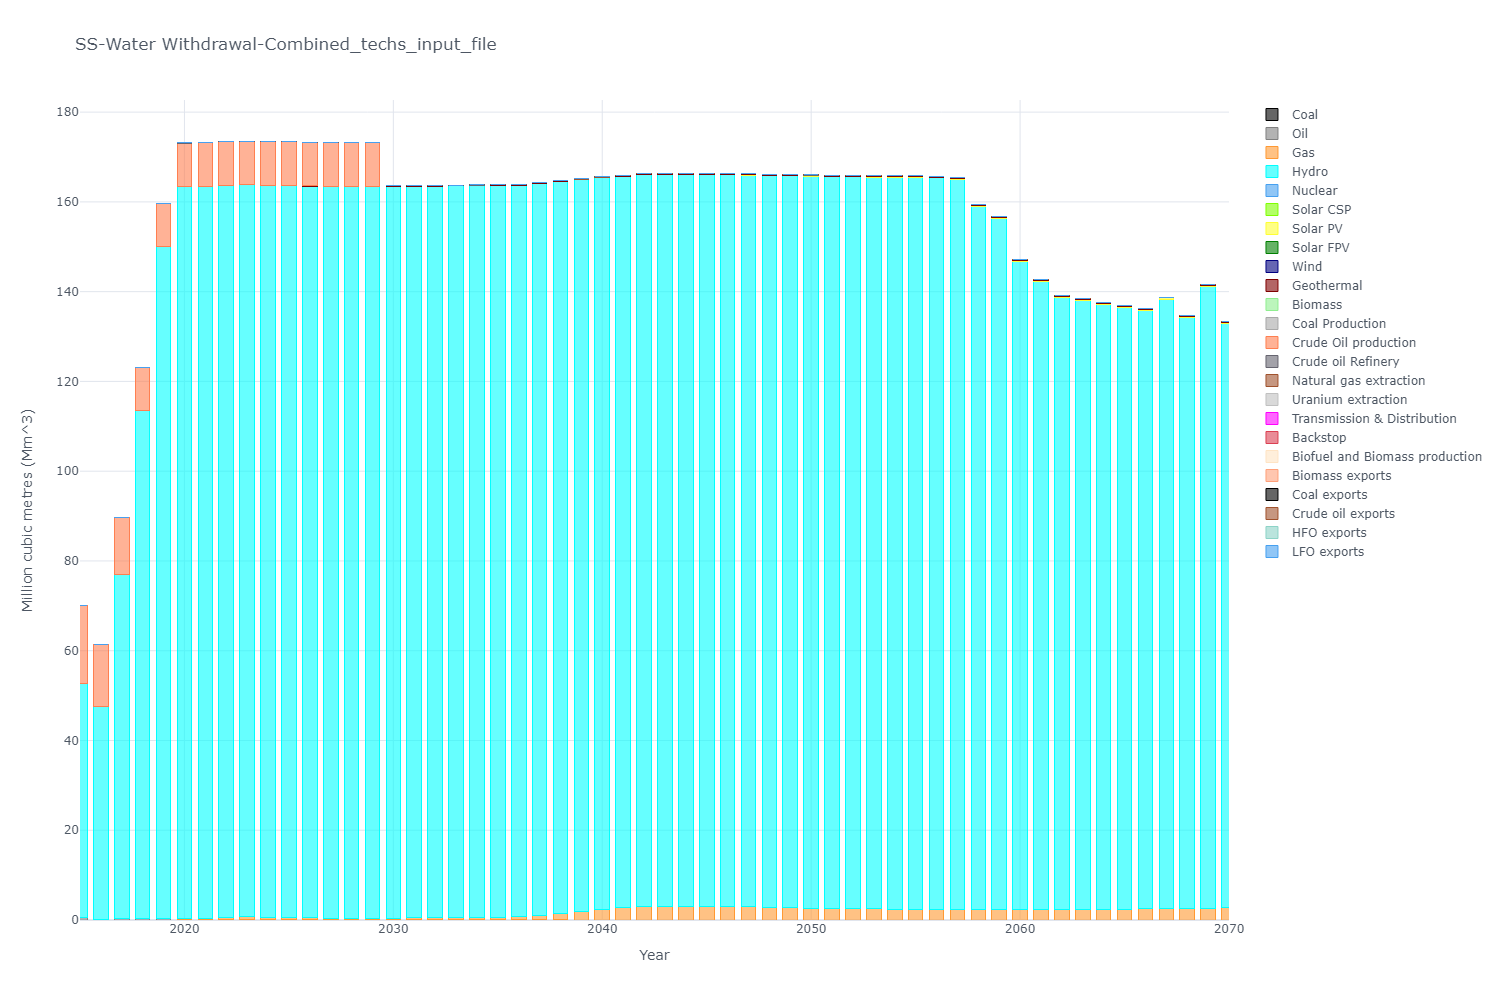 SS-Water Withdrawal-Combined_techs_input_file
180
160
140
120
100
80
60
40
20
0
Million cubic metres (Mm^3)
2020
2030
2040
2050
2060
2070
Year
Coal
Oil
Gas
Hydro
Nuclear
Solar CSP
Solar PV
Solar FPV
Wind
Geothermal
Biomass
Coal Production
Crude Oil production
Crude oil Refinery
Natural gas extraction
Uranium extraction
Transmission & Distribution
Backstop
Biofuel and Biomass production
Biomass exports
Coal exports
Crude oil exports
HFO exports
LFO exports